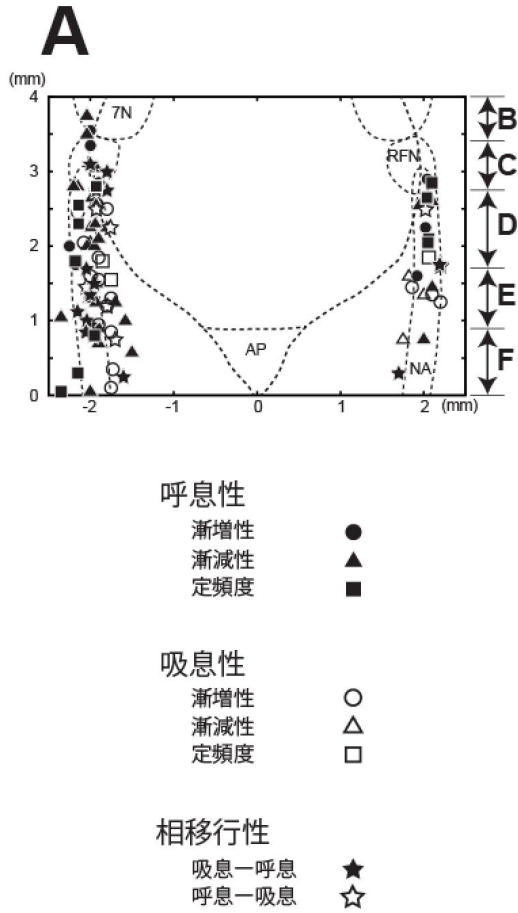 A
(mm)
4
3
2
1
0
7N
RFN
AP
NA
B
C
D
E
F
-2 -1 0 1 2 (mm)
呼息性
漸増性
漸減性
定頻度
吸息性
漸増性
漸減性
定頻度
相移行性
吸息ー呼息
呼息ー吸息